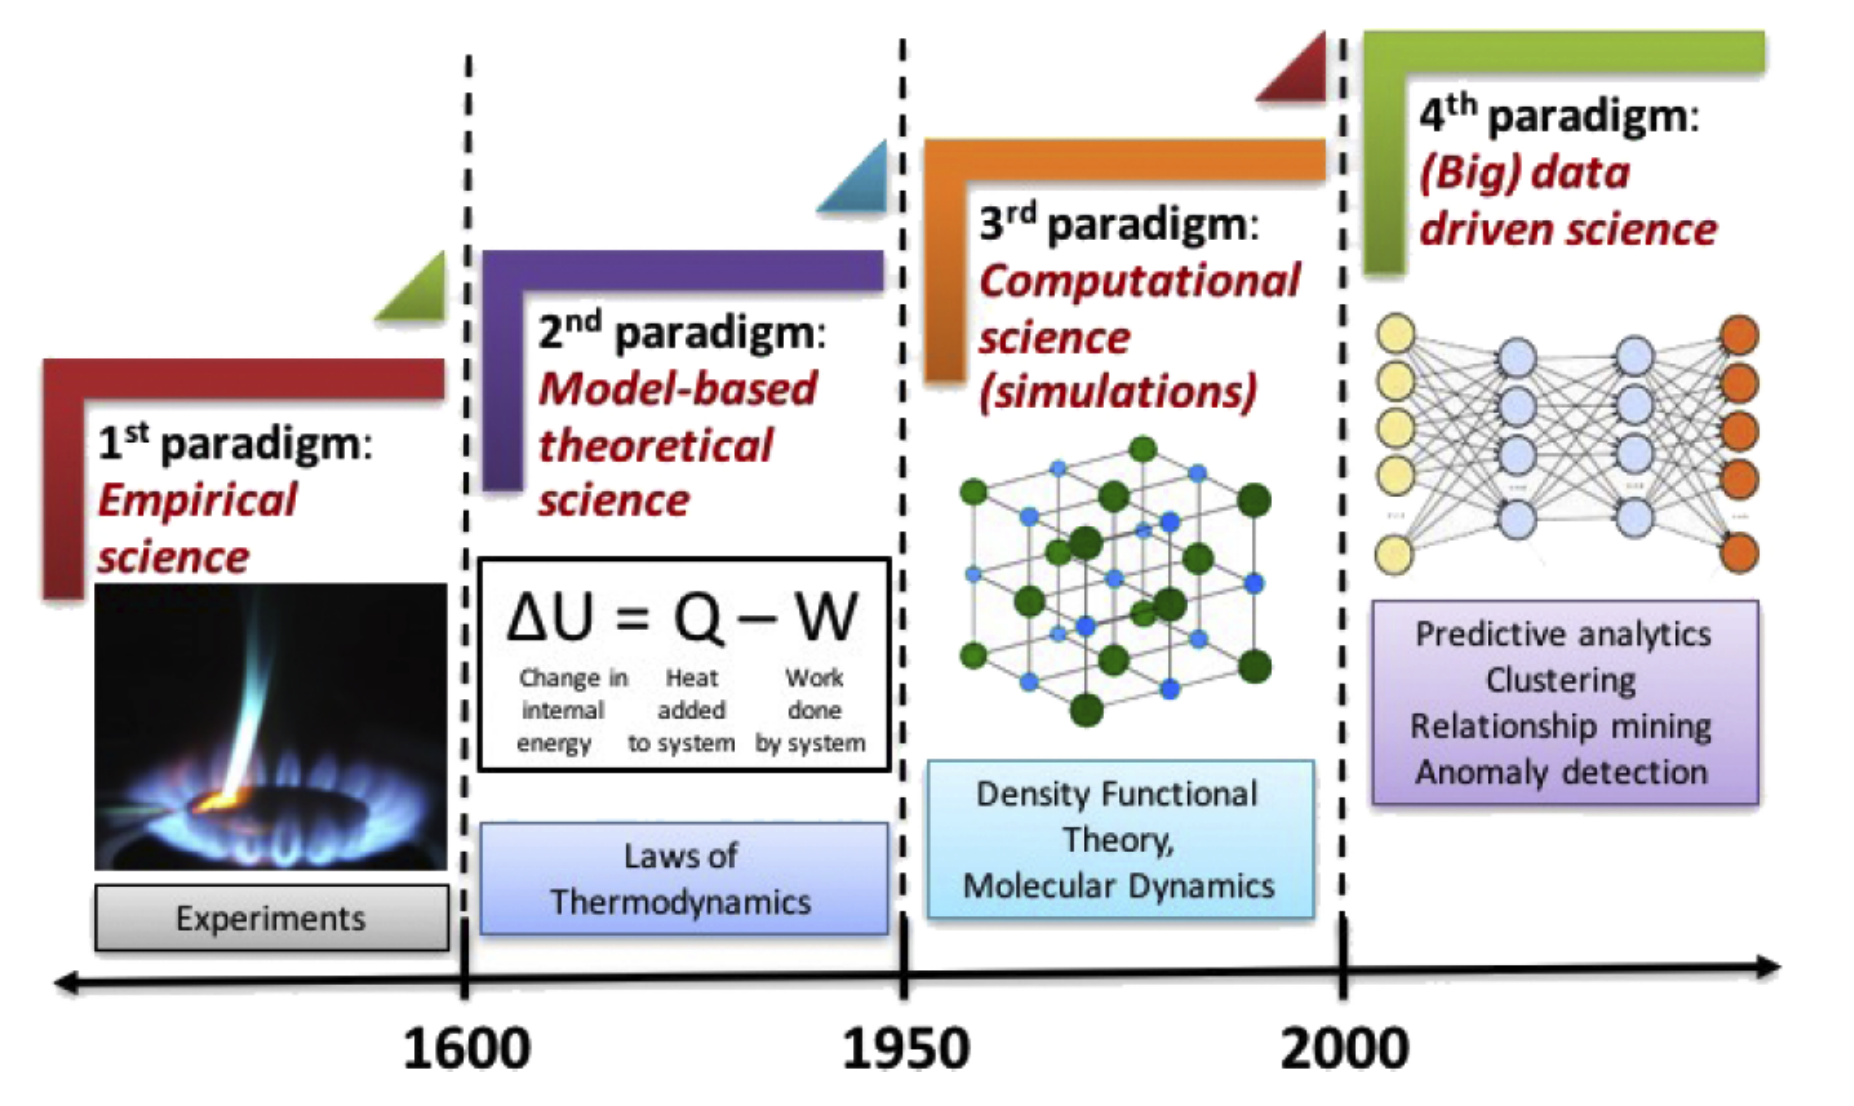 1st paradigm:
Empirical
science
Experiments
2nd paradigm:
Model-based
theoretical
science
ΔU = Q – W
Change in
internal
energy
Heat
added
to system
Work
done
by system
Laws of
Thermodynamics
3rd paradigm:
Computational
science
(simulations)
Density Functional
Theory,
Molecular Dynamics
4th paradigm:
(Big) data
driven science
Predictive analytics
Clustering
Relationship mining
Anomaly detection
1600
1950
2000